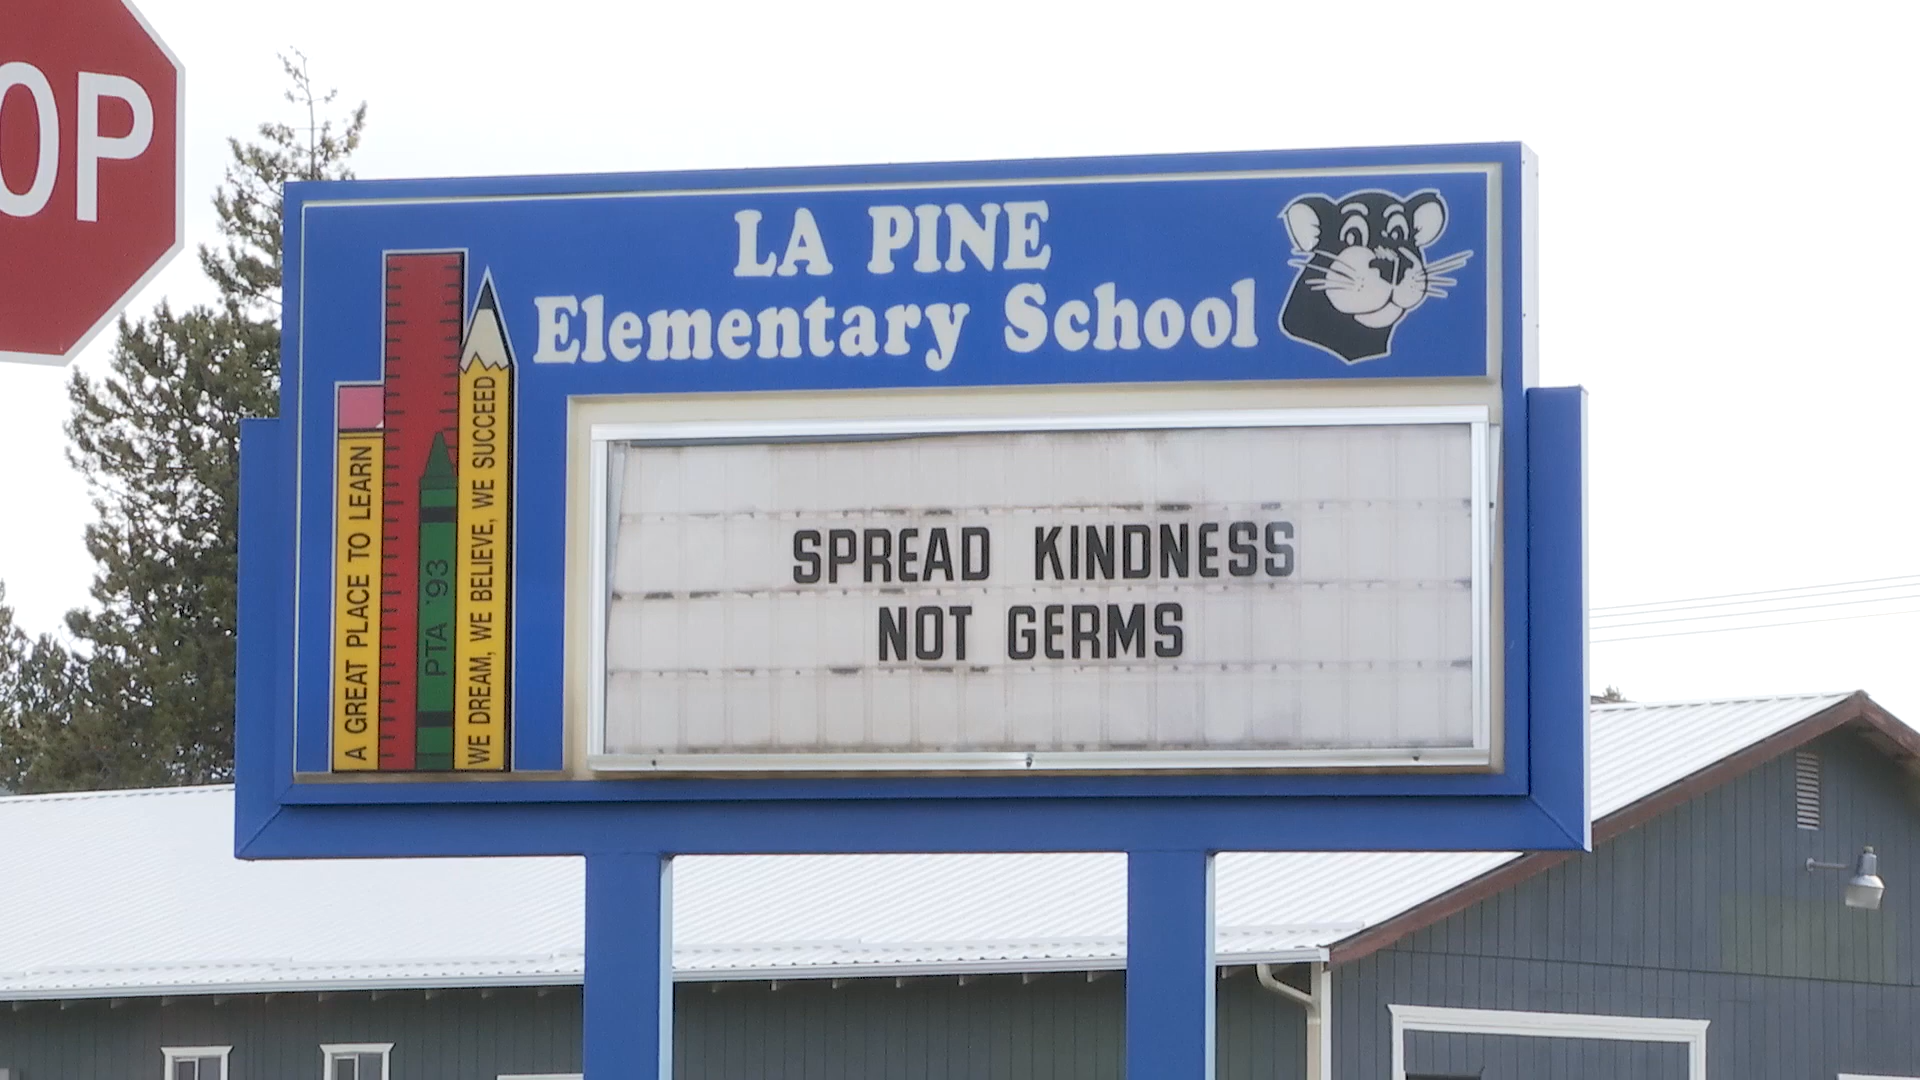 OP
LA PINE
Elementary School
A GREAT PLACE TO LEARN
PTA '93
WE DREAM, WE BELIEVE, WE SUCCEED
SPREAD KINDNESS
NOT GERMS